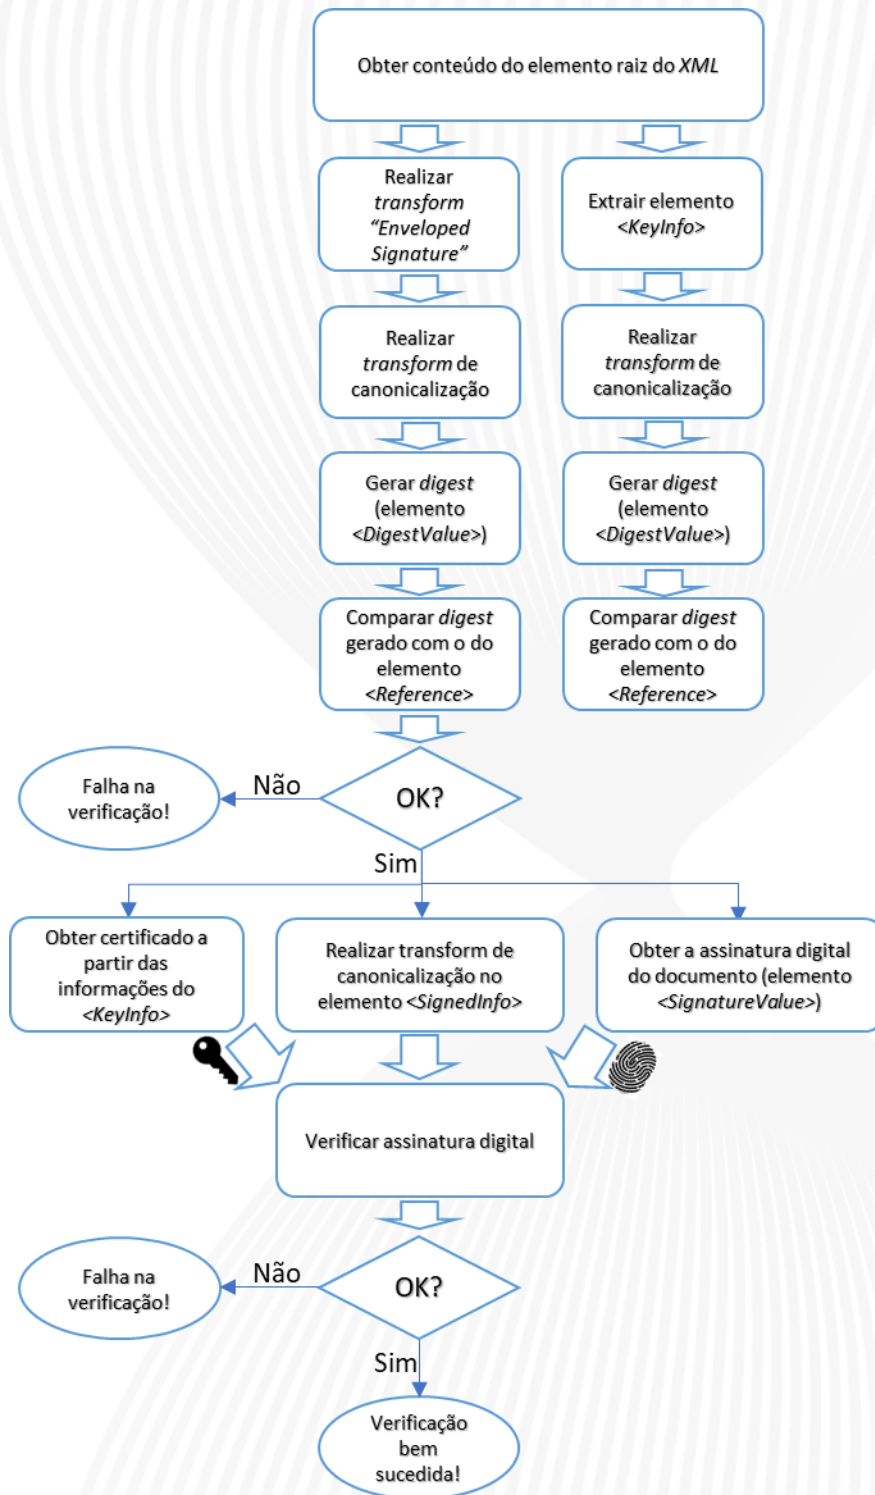 Obter conteúdo do elemento raiz do XML
Realizar
transform
“Enveloped
Signature”
Extrair elemento
<KeyInfo>
Realizar
transform de
canonicalização
Realizar
transform de
canonicalização
Gerar digest
(elemento
<DigestValue>)
Gerar digest
(elemento
<DigestValue>)
Comparar digest
gerado com o do
elemento
<Reference>
Comparar digest
gerado com o do
elemento
<Reference>
Falha na
verificação!
Não
OK?
Sim
Obter certificado a
partir das
informações do
<KeyInfo>
Realizar transform de
canonicalização no
elemento <SignedInfo>
Obter a assinatura digital
do documento (elemento
<SignatureValue>)
Verificar assinatura digital
Falha na
verificação!
Não
OK?
Sim
Verificação
bem
sucedida!